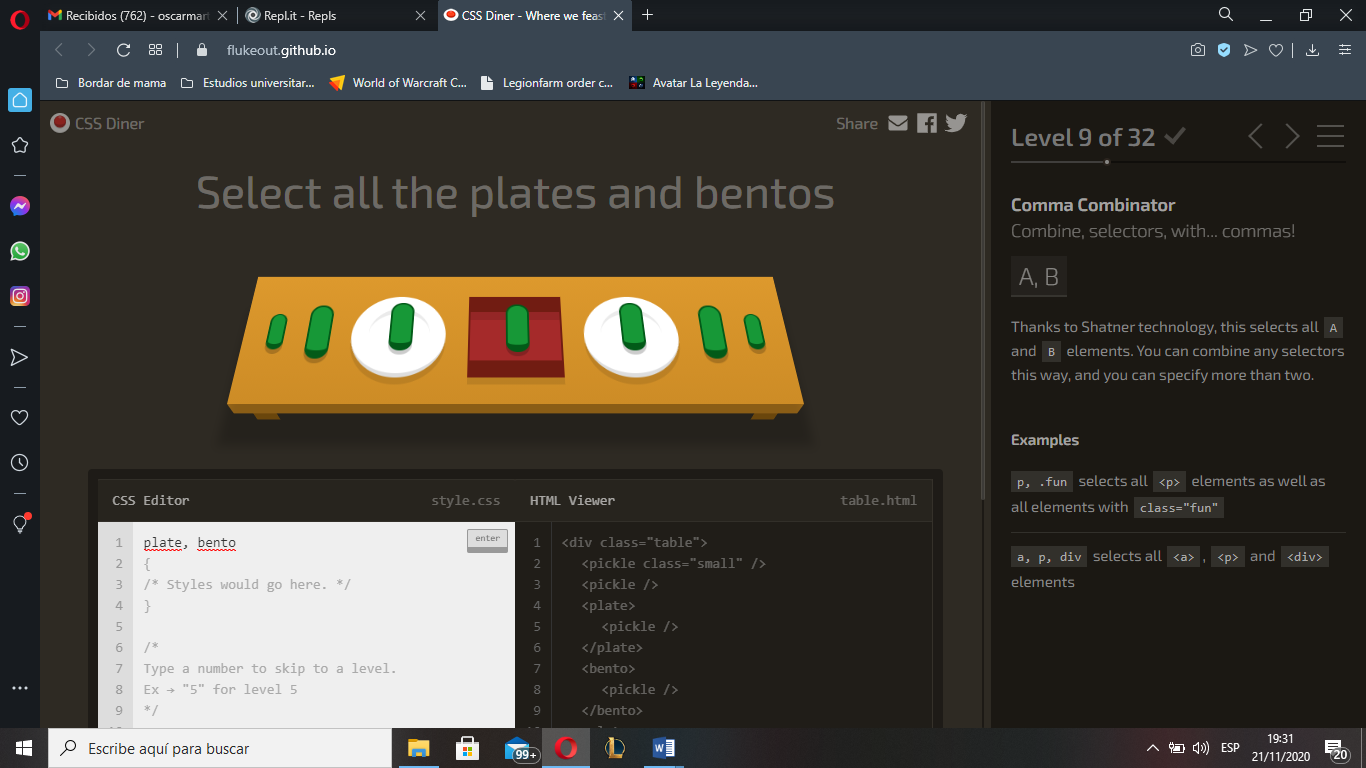 Recibidos (762) - oscarmar
Repl.it - Repls
CSS Diner - Where we feast
flukeout.github.io
Bordar de mama
Estudios universitar...
World of Warcraft C...
Legionfarm order c...
Avatar La Leyenda...
CSS Diner
Share
Select all the plates and bentos
CSS Editor
style.css
HTML Viewer
table.html
enter
1 plate, bento
2 {
3 /* Styles would go here. */
4 }
5
6 /*
7 Type a number to skip to a level.
8 Ex → "5" for level 5
9 */
1 <div class="table">
2 <pickle class="small" />
3 <pickle />
4 <plate>
5 <pickle />
6 </plate>
7 <bento>
8 <pickle />
9 </bento>
Level 9 of 32
Comma Combinator
Combine, selectors, with... commas!
A, B
Thanks to Shatner technology, this selects all A
and B elements. You can combine any selectors
this way, and you can specify more than two.
Examples
p, .fun selects all <p> elements as well as
all elements with class="fun"
a, p, div selects all <a> , <p> and <div>
elements
Escribe aquí para buscar
99+
ESP
19:31
21/11/2020
20